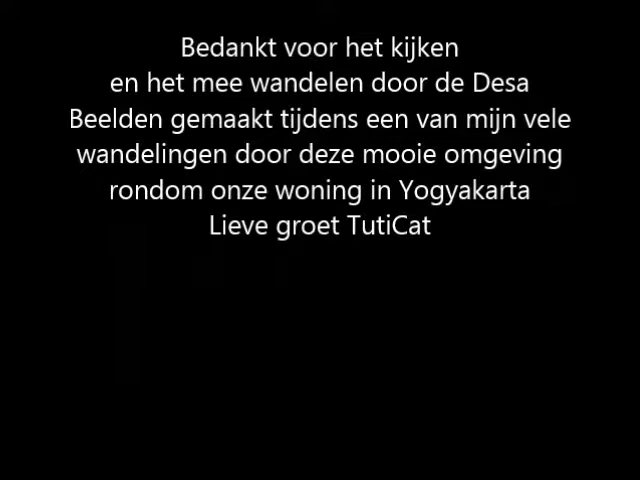 Bedankt voor het kijken
en het mee wandelen door de Desa
Beelden gemaakt tijdens een van mijn vele
wandelingen door deze mooie omgeving
rondom onze woning in Yogyakarta
Lieve groet TutiCat